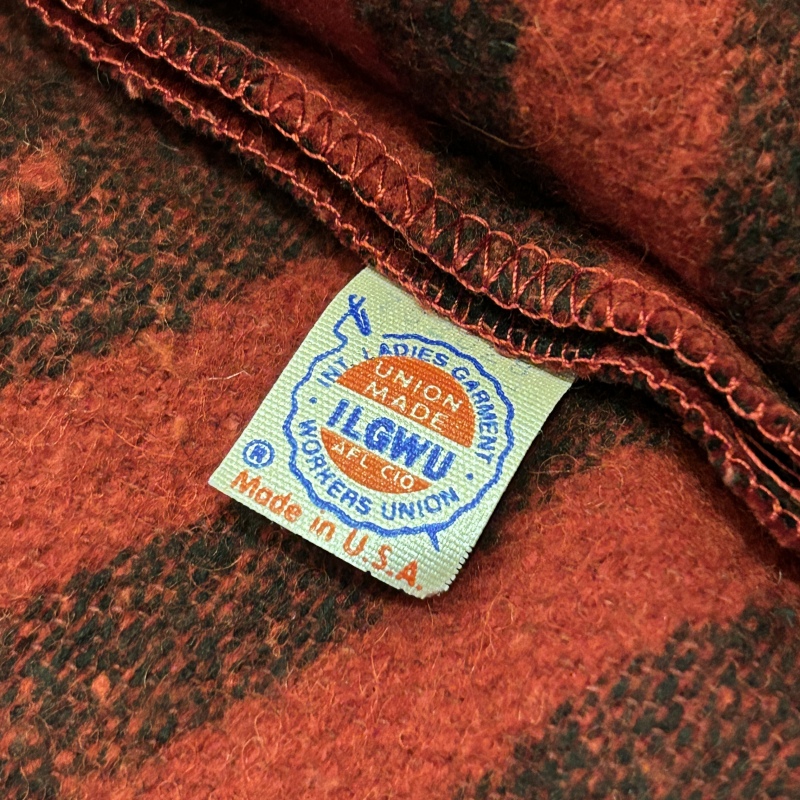 INT. LADIES GARMENT
UNION
MADE
ILGWU
AFL CIO
WORKERS UNION
®
Made in U.S.A.